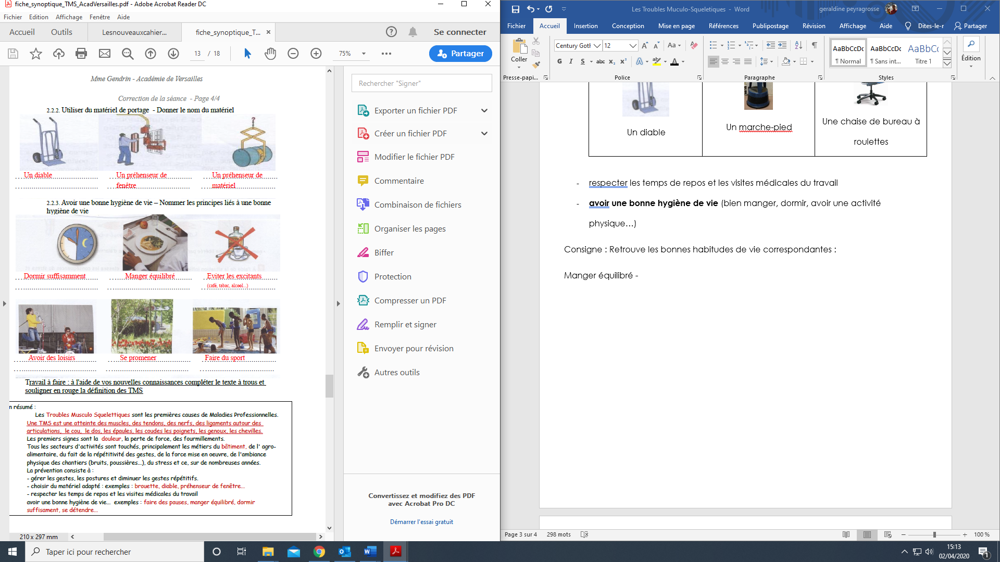 fiche_synoptique_TMS_AcadVersailles.pdf - Adobe Acrobat Reader DC
Fichier Edition Affichage Fenêtre Aide
Accueil Outils Lesnouveauxcahier... fiche_synoptique_T... × Se connecter
13 / 18 75% Partager
Mme Gendrin - Académie de Versailles
Correction de la séance - Page 4/4
2.2.2. Utiliser du matériel de portage - Donner le nom du matériel
Un diable Un préhenseur de Un préhenseur de
fenêtre matériel
2.2.3. Avoir une bonne hygiène de vie – Nommer les principes liés à une bonne
hygiène de vie
Dormir suffisamment Manger équilibré Eviter les excitants
(café, tabac, alcool...)
Avoir des loisirs Se promener Faire du sport
Travail à faire : à l'aide de vos nouvelles connaissances compléter le texte à trous et
souligner en rouge la définition des TMS
n résumé :
Les Troubles Musculo Squelettiques sont les premières causes de Maladies Professionnelles.
Une TMS est une atteinte des muscles, des tendons, des nerfs, des ligaments autour des
articulations, le cou, le dos, les épaules, les coudes les poignets, les genoux, les chevilles.
Les premiers signes sont la douleur, la perte de force, des fourmillements.
Tous les secteurs d'activités sont touchés, principalement les métiers du bâtiment, de l' agro-
alimentaire, du fait de la répétitivité des gestes, de la force mise en oeuvre, de l'ambiance
physique des chantiers (bruits, poussières...), du stress et ce, sur de nombreuses années.
La prévention consiste à :
- gérer les gestes, les postures et diminuer les gestes répétitifs.
- choisir du matériel adapté : exemples : brouette, diable, préhenseur de fenêtre...
- respecter les temps de repos et les visites médicales du travail
avoir une bonne hygiène de vie... exemples : faire des pauses, manger équilibré, dormir
suffisament, se détendre...
210 x 297 mm
Rechercher "Signer"
Exporter un fichier PDF
Créer un fichier PDF
Modifier le fichier PDF
Commentaire
Combinaison de fichiers
Organiser les pages
Biffer
Protection
Compresser un PDF
Remplir et signer
Envoyer pour révision
Autres outils
Convertissez et modifiez des PDF
avec Acrobat Pro DC
Démarrer l'essai gratuit
Les Troubles Muculo-Squeletiques - Word geraldine peyragrosse
Fichier Accueil Insertion Conception Mise en page Références Publipostage Révision Affichage Aide Dites-le-r Partager
Coller Century Goth 12 Aa
G I S abc x₂ x² A ab A
AaBbCcDc AaBbCcDc AaBbCc
¶ Normal ¶ Sans int... Titre 1 Édition
Presse-papi... Police Paragraphe Styles
Un diable Un marche-pied Une chaise de bureau à
roulettes
- respecter les temps de repos et les visites médicales du travail
- avoir une bonne hygiène de vie (bien manger, dormir, avoir une activité
physique…)
Consigne : Retrouve les bonnes habitudes de vie correspondantes :
Manger équilibré -
Page 3 sur 4 298 mots 100 %
Taper ici pour rechercher
15:13
02/04/2020
1